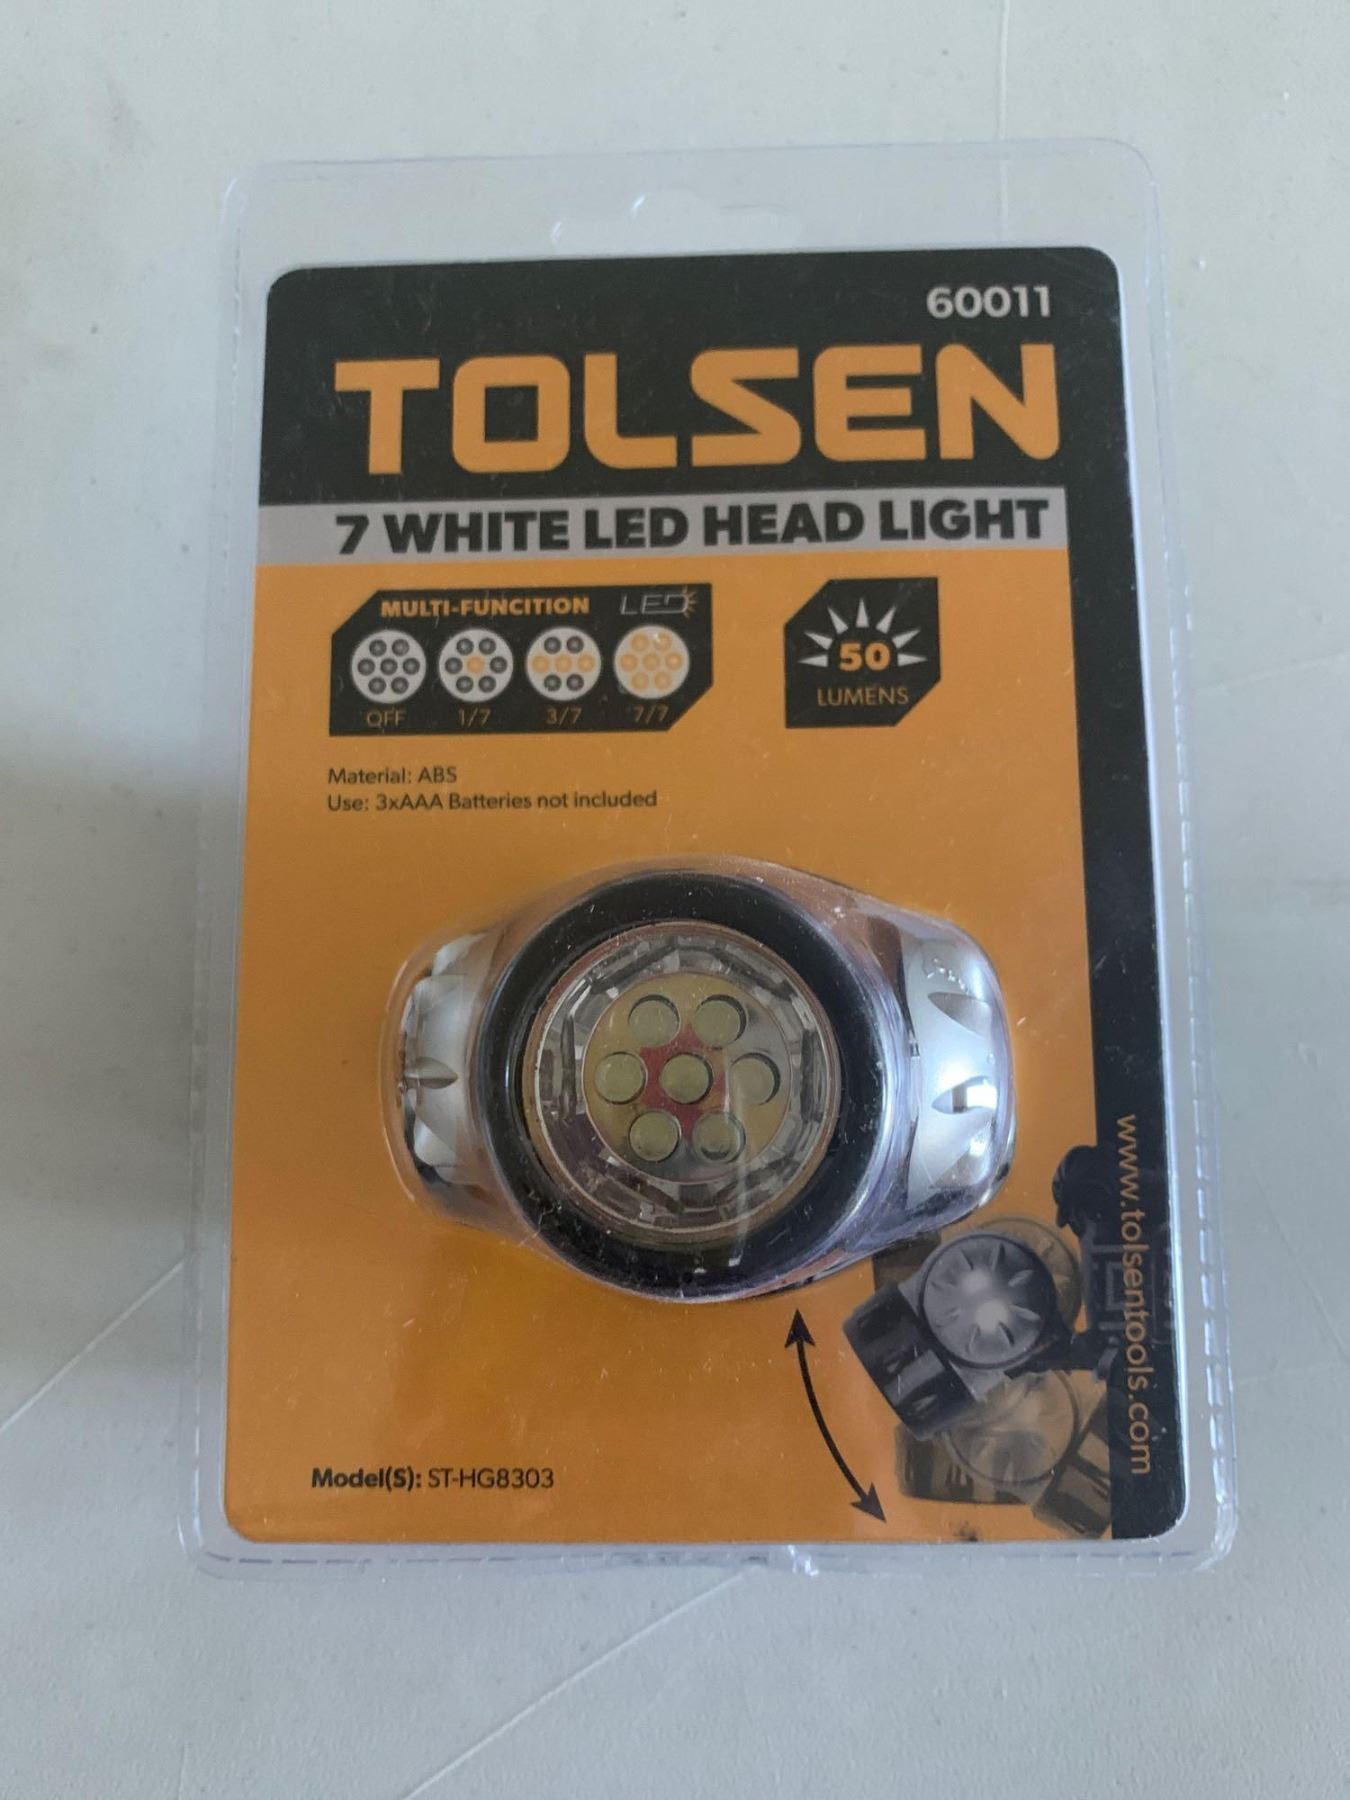 60011
TOLSEN
7 WHITE LED HEAD LIGHT
MULTI-FUNCITION LED
OFF 1/7 3/7 7/7
50
LUMENS
Material: ABS
Use: 3xAAA Batteries not included
www.tolsentools.com
Model(S): ST-HG8303